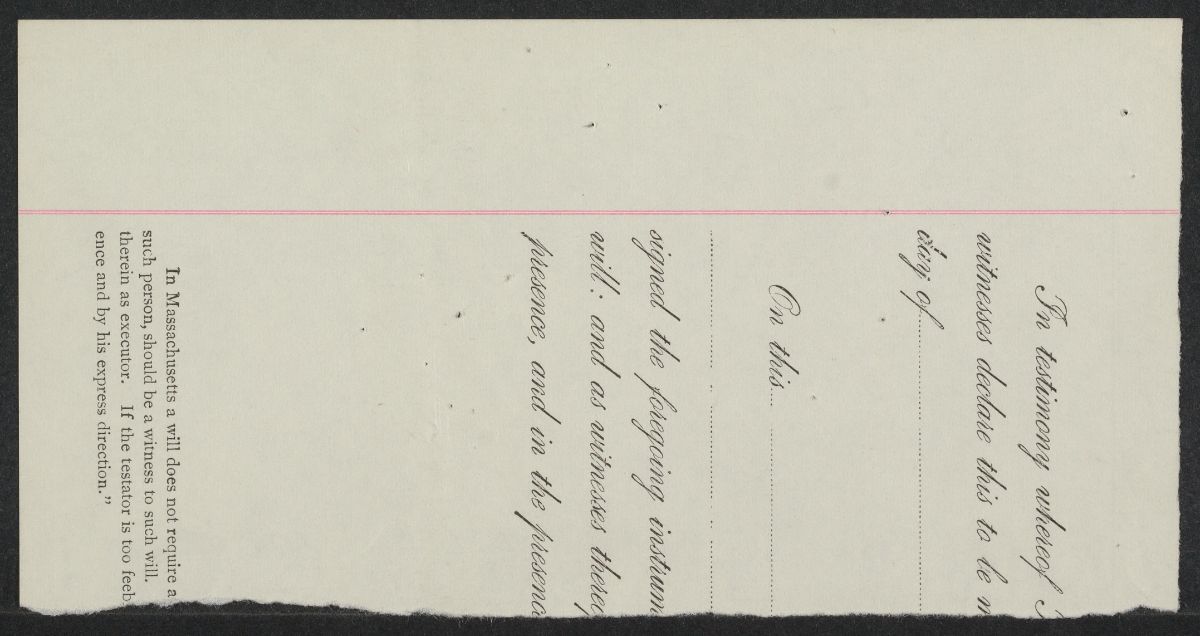 In testimony whereof I
witnesses declare this to be m
day of
On this
signed the foregoing instrum
will: and as witnesses there
presence, and in the presenc
In Massachusetts a will does not require a
such person, should be a witness to such will.
therein as executor. If the testator is too feeb
ence and by his express direction.”